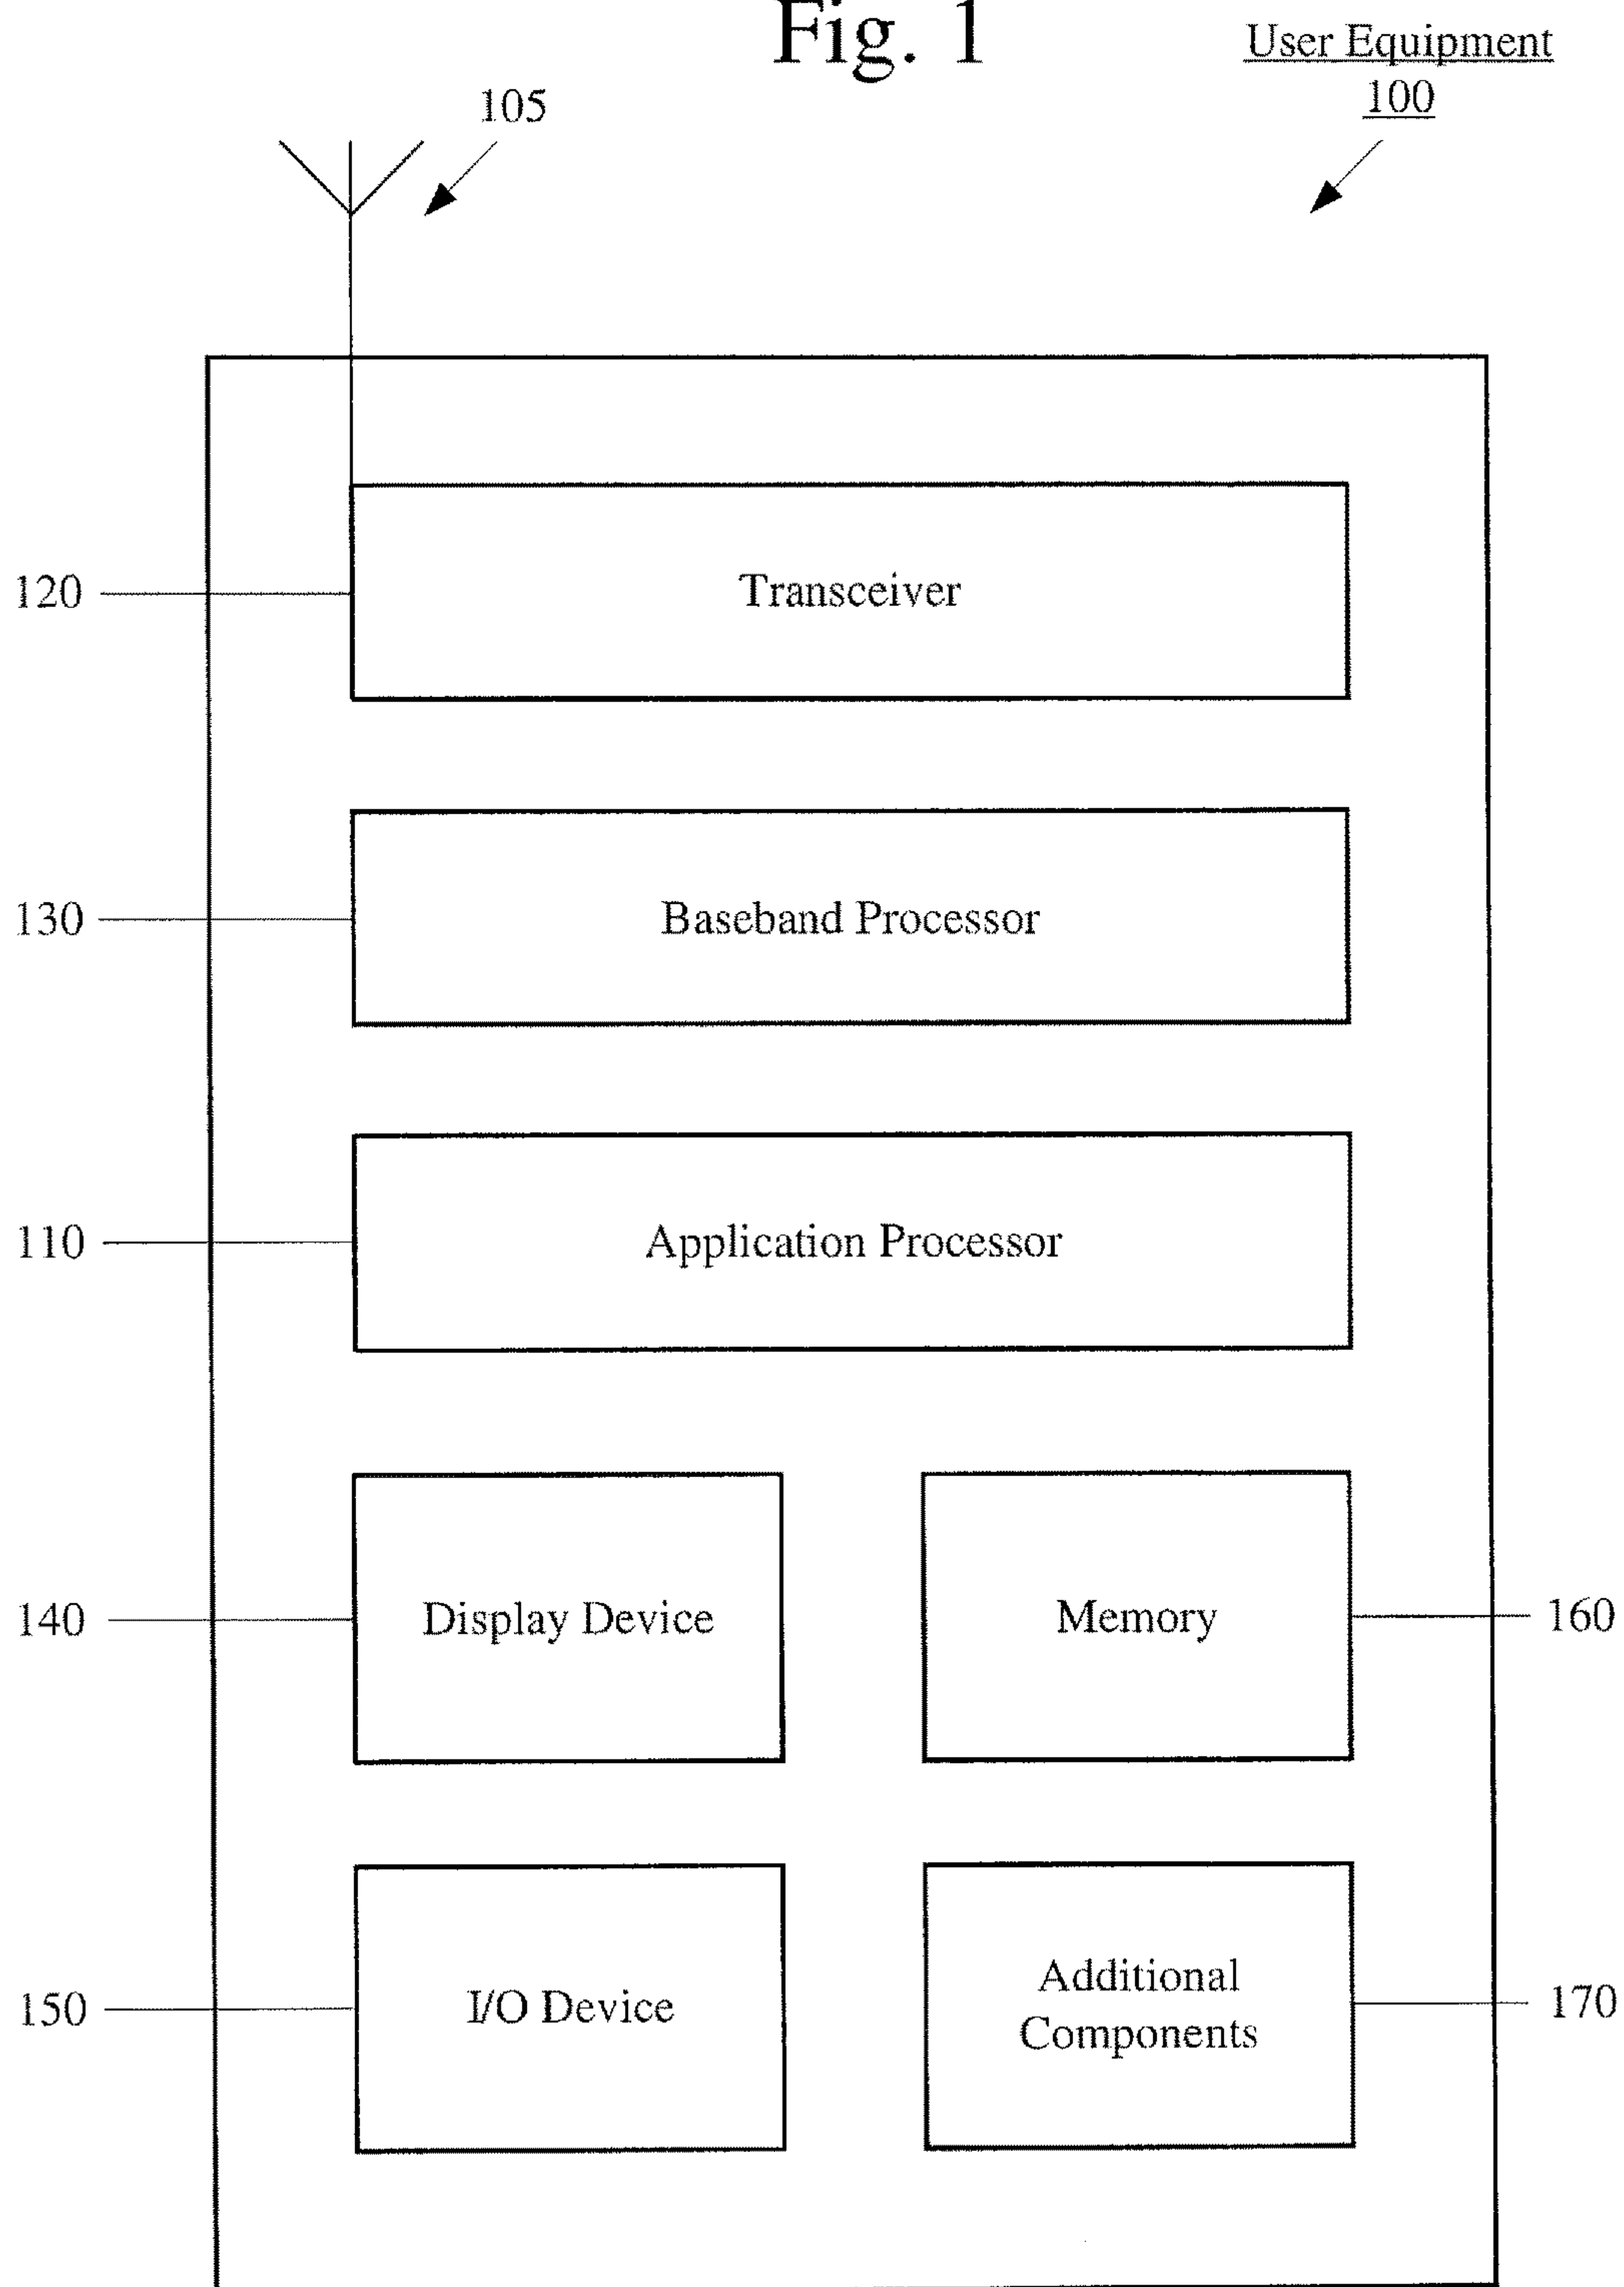 Fig. 1
User Equipment
100
105
120
Transceiver
130
Baseband Processor
110
Application Processor
140
Display Device
Memory
160
150
I/O Device
Additional
Components
170